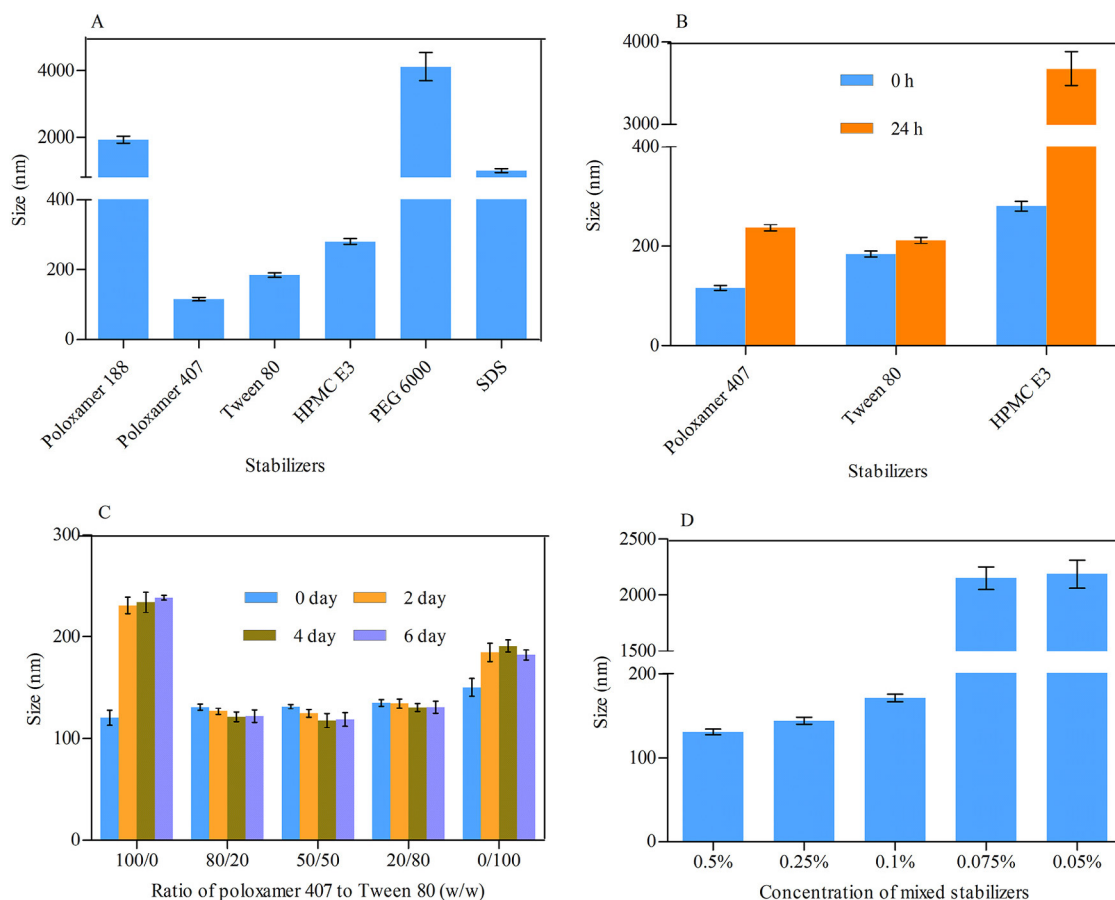 A
Size (nm)
4000
2000
400
200
0
Poloxamer 188
Poloxamer 407
Tween 80
HPMC E3
PEG 6000
SDS
Stabilizers
B
Size (nm)
4000
3000
400
200
0
0 h
24 h
Poloxamer 407
Tween 80
HPMC E3
Stabilizers
C
Size (nm)
300
200
100
0
0 day 2 day
4 day 6 day
100/0 80/20 50/50 20/80 0/100
Ratio of poloxamer 407 to Tween 80 (w/w)
D
Size (nm)
2500
2000
1500
200
100
0
0.5% 0.25% 0.1% 0.075% 0.05%
Concentration of mixed stabilizers